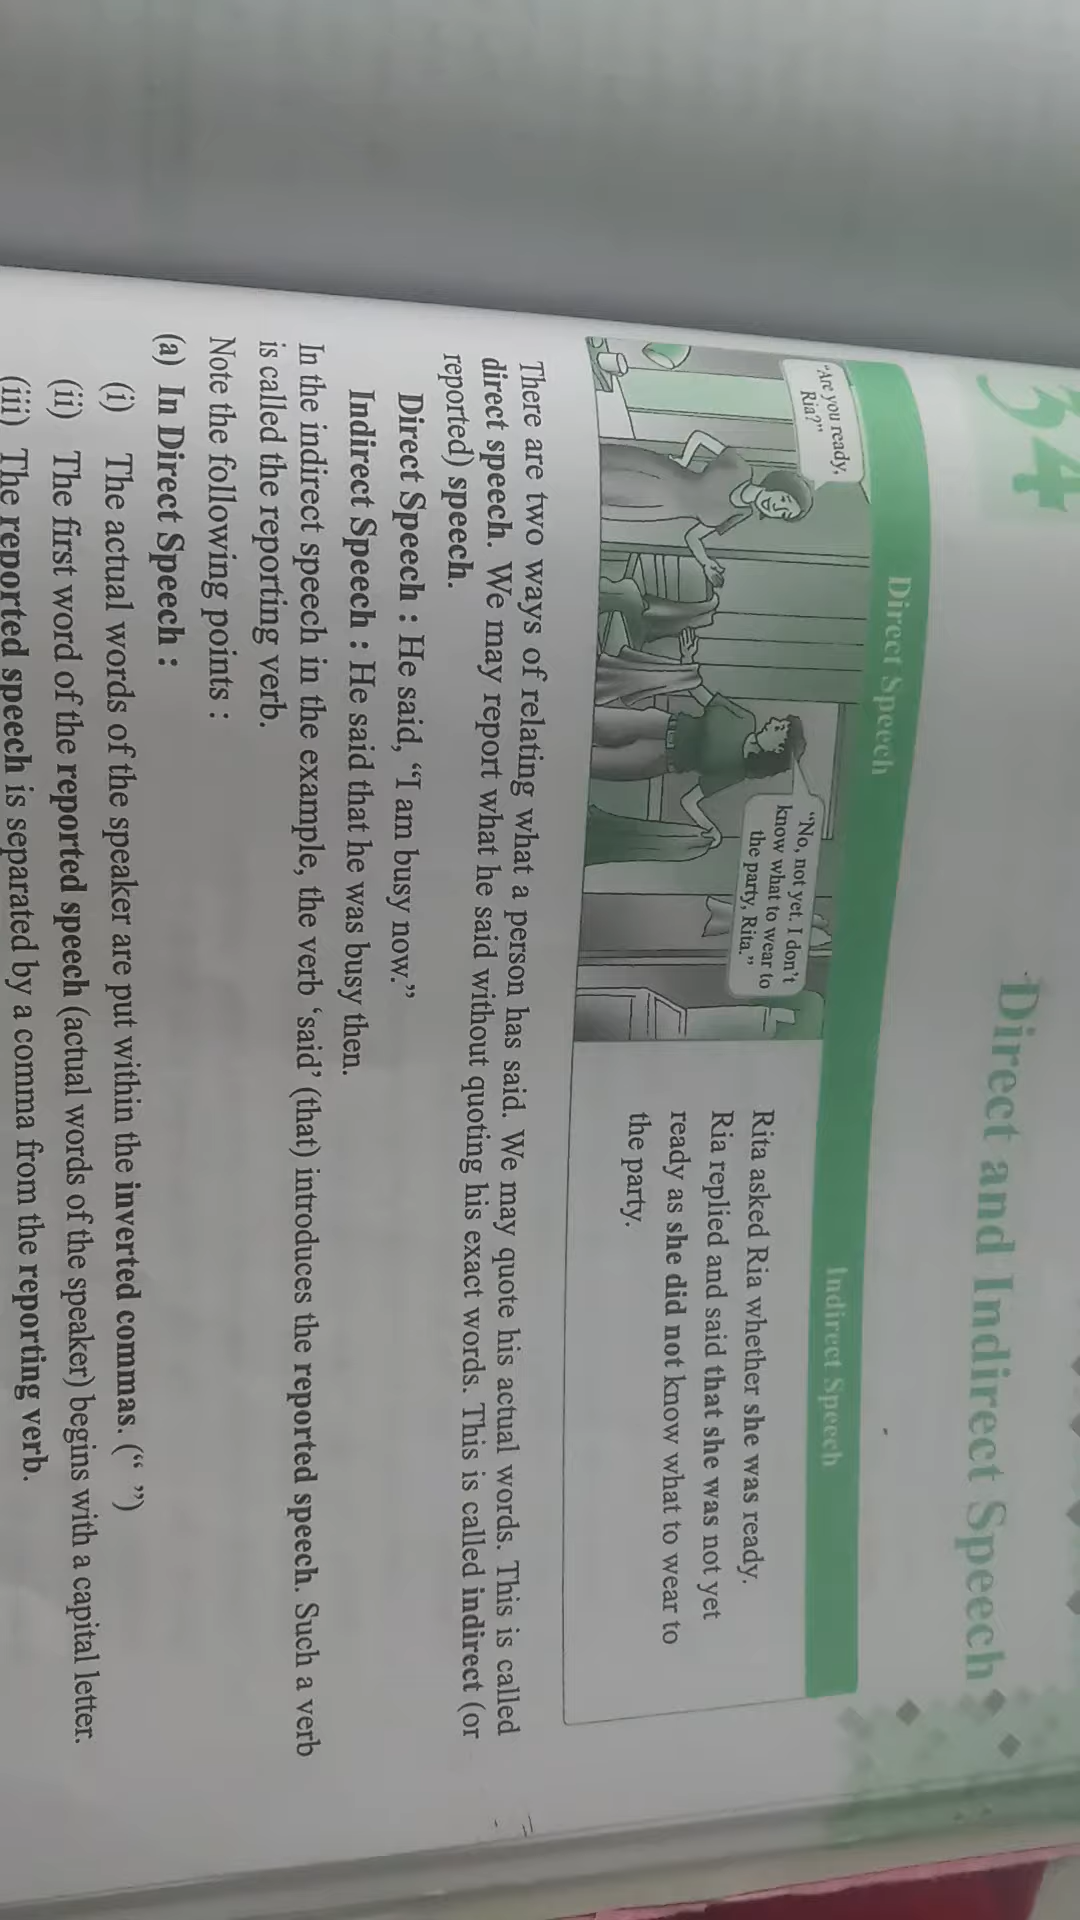 34
Direct and Indirect Speech
Direct Speech
Indirect Speech
"Are you ready,
Ria?"
"No, not yet. I don't
know what to wear to
the party, Rita."
Rita asked Ria whether she was ready.
Ria replied and said that she was not yet
ready as she did not know what to wear to
the party.
There are two ways of relating what a person has said. We may quote his actual words. This is called
direct speech. We may report what he said without quoting his exact words. This is called indirect (or
reported) speech.
Direct Speech : He said, “I am busy now.”
Indirect Speech : He said that he was busy then.
In the indirect speech in the example, the verb ‘said’ (that) introduces the reported speech. Such a verb
is called the reporting verb.
Note the following points :
(a) In Direct Speech :
(i) The actual words of the speaker are put within the inverted commas. (“ ”)
(ii) The first word of the reported speech (actual words of the speaker) begins with a capital letter.
(iii) The reported speech is separated by a comma from the reporting verb.